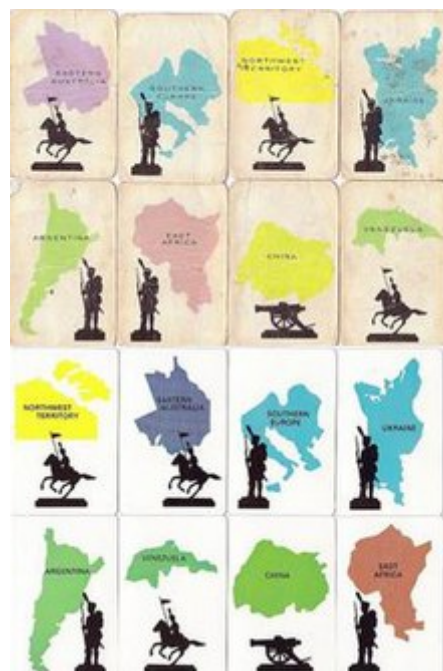 EASTERN
AUSTRALIA
SOUTHERN
EUROPE
NORTHWEST
TERRITORY
UKRAINE
ARGENTINA
EAST
AFRICA
CHINA
VENEZUELA
NORTHWEST
TERRITORY
EASTERN
AUSTRALIA
SOUTHERN
EUROPE
UKRAINE
ARGENTINA
VENEZUELA
CHINA
EAST
AFRICA